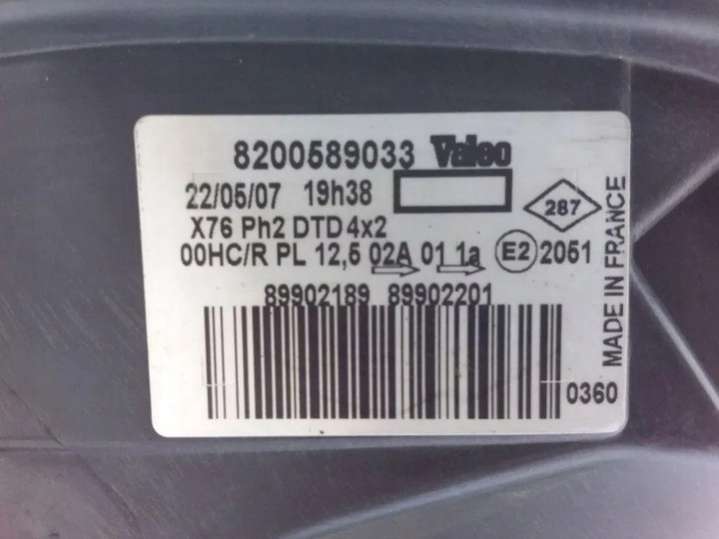 8200589033 Valeo
22/05/07 19h38
287
X76 Ph2 DTD 4x2
00HC/R PL 12,5 02A 01 1a E2 2051
89902189 89902201
0360
MADE IN FRANCE